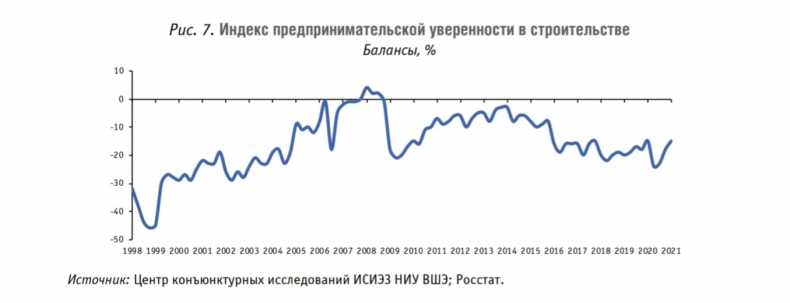 Рис. 7. Индекс предпринимательской уверенности в строительстве
Балансы, %
10
0
-10
-20
-30
-40
-50
1998 1999 2000 2001 2002 2003 2004 2005 2006 2007 2008 2009 2010 2011 2012 2013 2014 2015 2016 2017 2018 2019 2020 2021
Источник: Центр конъюнктурных исследований ИСИЭЗ НИУ ВШЭ; Росстат.